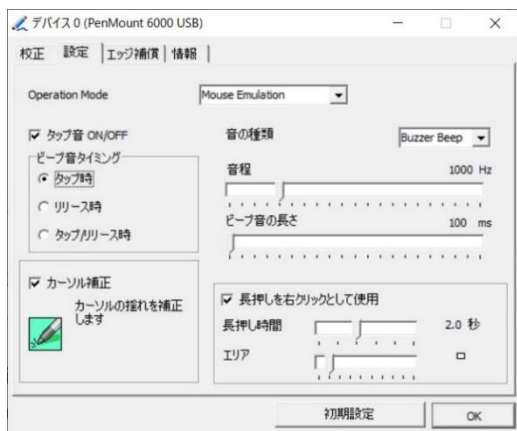 デバイス 0 (PenMount 6000 USB)
校正 設定 エッジ補償 情報
Operation Mode Mouse Emulation
タップ音 ON/OFF
ビープ音タイミング
タップ時
リリース時
タップ/リリース時
音の種類 Buzzer Beep
音程 1000 Hz
ビープ音の長さ 100 ms
カーソル補正
カーソルの揺れを補正
します
長押しを右クリックとして使用
長押し時間 2.0 秒
エリア
初期設定 OK